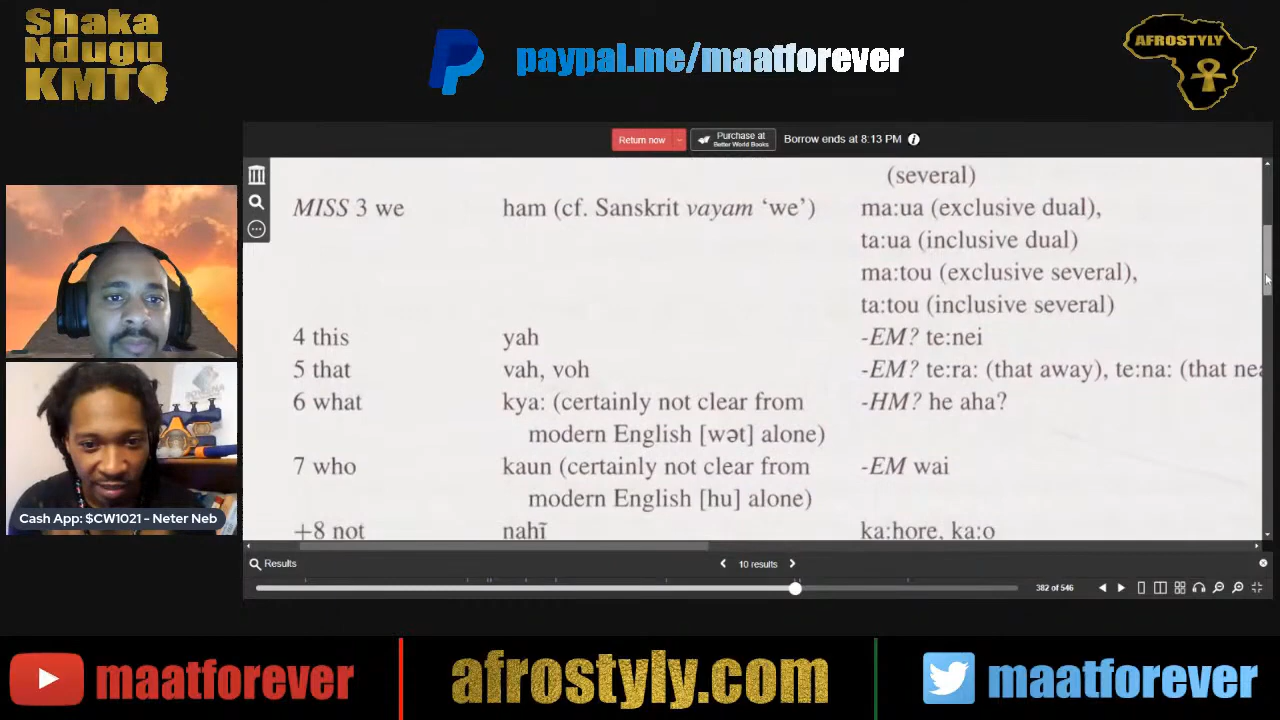 Shaka
Ndugu
KMT
paypal.me/maatforever
AFROSTYLY
Return now
Purchase at
Better World Books
Borrow ends at 8:13 PM
(several)
MISS 3 we ham (cf. Sanskrit vayam ‘we’) ma:ua (exclusive dual),
ta:ua (inclusive dual)
ma:tou (exclusive several),
ta:tou (inclusive several)
4 this yah -EM? te:nei
5 that vah, voh -EM? te:ra: (that away), te:na: (that nea
6 what kya: (certainly not clear from -HM? he aha?
modern English [wət] alone)
7 who kaun (certainly not clear from -EM wai
modern English [hu] alone)
+8 not nahī ka:hore, ka:o
Cash App: $CW1021 - Neter Neb
Results
10 results
382 of 546
maatforever
afrostyly.com
maatforever